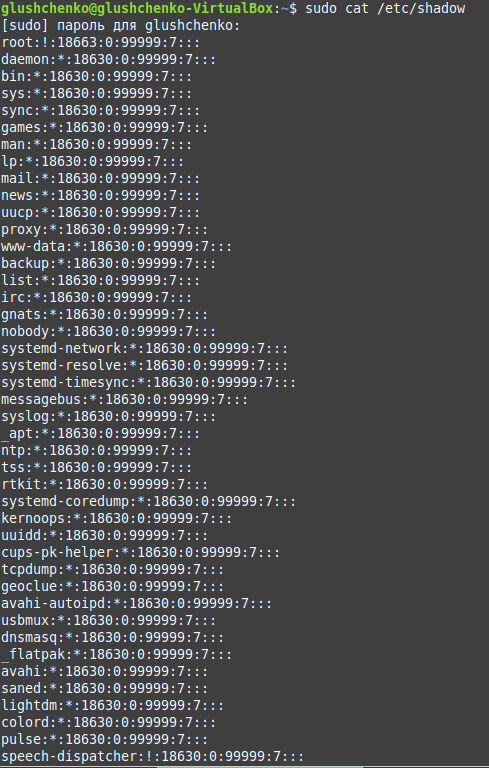 glushchenko@glushchenko-VirtualBox:~$ sudo cat /etc/shadow
[sudo] пароль для glushchenko:
root:!:18663:0:99999:7:::
daemon:*:18630:0:99999:7:::
bin:*:18630:0:99999:7:::
sys:*:18630:0:99999:7:::
sync:*:18630:0:99999:7:::
games:*:18630:0:99999:7:::
man:*:18630:0:99999:7:::
lp:*:18630:0:99999:7:::
mail:*:18630:0:99999:7:::
news:*:18630:0:99999:7:::
uucp:*:18630:0:99999:7:::
proxy:*:18630:0:99999:7:::
www-data:*:18630:0:99999:7:::
backup:*:18630:0:99999:7:::
list:*:18630:0:99999:7:::
irc:*:18630:0:99999:7:::
gnats:*:18630:0:99999:7:::
nobody:*:18630:0:99999:7:::
systemd-network:*:18630:0:99999:7:::
systemd-resolve:*:18630:0:99999:7:::
systemd-timesync:*:18630:0:99999:7:::
messagebus:*:18630:0:99999:7:::
syslog:*:18630:0:99999:7:::
_apt:*:18630:0:99999:7:::
ntp:*:18630:0:99999:7:::
tss:*:18630:0:99999:7:::
rtkit:*:18630:0:99999:7:::
systemd-coredump:*:18630:0:99999:7:::
kernoops:*:18630:0:99999:7:::
uuidd:*:18630:0:99999:7:::
cups-pk-helper:*:18630:0:99999:7:::
tcpdump:*:18630:0:99999:7:::
geoclue:*:18630:0:99999:7:::
avahi-autoipd:*:18630:0:99999:7:::
usbmux:*:18630:0:99999:7:::
dnsmasq:*:18630:0:99999:7:::
_flatpak:*:18630:0:99999:7:::
avahi:*:18630:0:99999:7:::
saned:*:18630:0:99999:7:::
lightdm:*:18630:0:99999:7:::
colord:*:18630:0:99999:7:::
pulse:*:18630:0:99999:7:::
speech-dispatcher:!:18630:0:99999:7:::